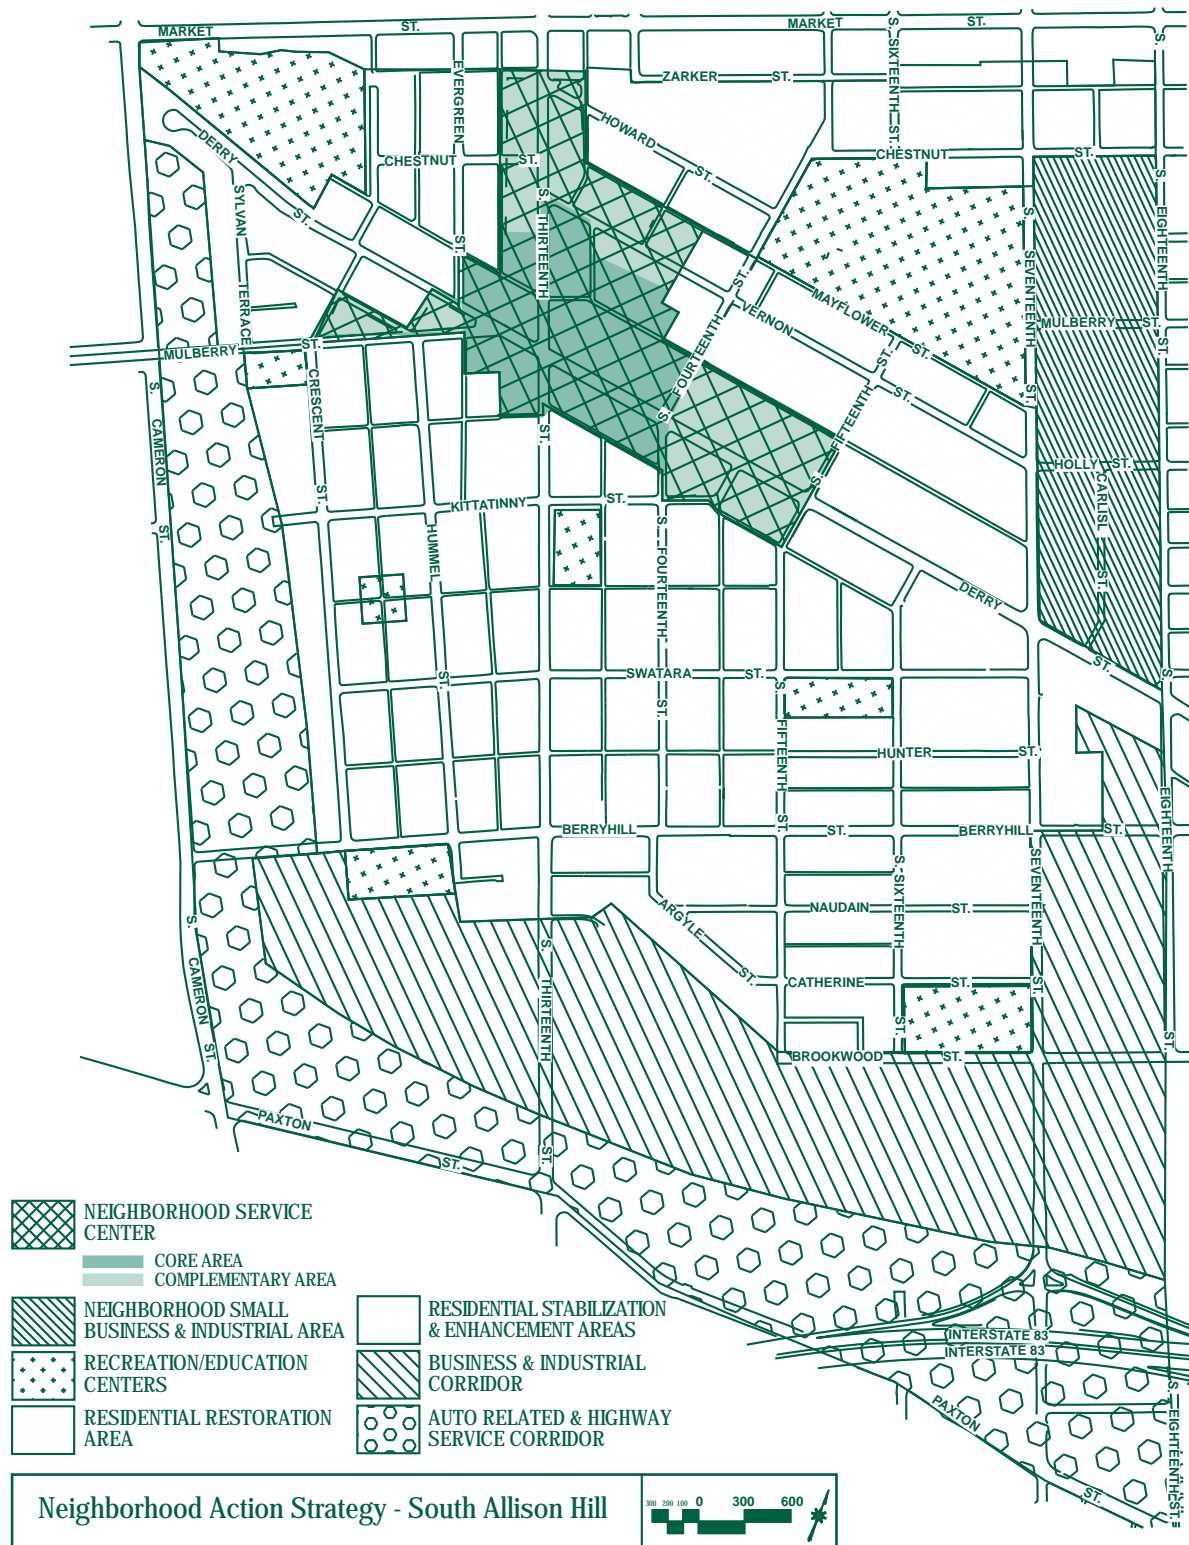 MARKET
ST.
MARKET
ST.
S.
SIXTEENTH
ST.
S.
EVERGREEN
ST.
ZARKER
ST.
HOWARD
ST.
DERRY
ST.
CHESTNUT
ST.
CHESTNUT
ST.
S.
THIRTEENTH
SYLVAN
TERRACE
S.
SEVENTEENTH
ST.
S.
EIGHTEENTH
ST.
S.
FOURTEENTH
ST.
VERNON
ST.
MAYFLOWER
ST.
MULBERRY
ST.
MULBERRY
ST.
S.
FIFTEENTH
ST.
S.
CAMERON
ST.
CRESCENT
ST.
ST.
HOLLY
ST.
CARLISL
ST.
KITTATINNY
ST.
HUMMEL
ST.
S.
FOURTEENTH
ST.
DERRY
ST.
SWATARA
ST.
S.
FIFTEENTH
ST.
S.
EIGHTEENTH
ST.
HUNTER
ST.
BERRYHILL
ST.
BERRYHILL
ST.
S.
SIXTEENTH
ST.
SEVENTEENTH
ST.
ARGYLE
ST.
NAUDAIN
ST.
S.
CAMERON
ST.
S.
THIRTEENTH
ST.
CATHERINE
ST.
BROOKWOOD
ST.
PAXTON
ST.
INTERSTATE 83
INTERSTATE 83
PAXTON
ST.
S.
EIGHTEENTH
ST.
NEIGHBORHOOD SERVICE
CENTER
CORE AREA
COMPLEMENTARY AREA
NEIGHBORHOOD SMALL
BUSINESS & INDUSTRIAL AREA
RECREATION/EDUCATION
CENTERS
RESIDENTIAL RESTORATION
AREA
RESIDENTIAL STABILIZATION
& ENHANCEMENT AREAS
BUSINESS & INDUSTRIAL
CORRIDOR
AUTO RELATED & HIGHWAY
SERVICE CORRIDOR
Neighborhood Action Strategy - South Allison Hill
300 200 100 0 300 600